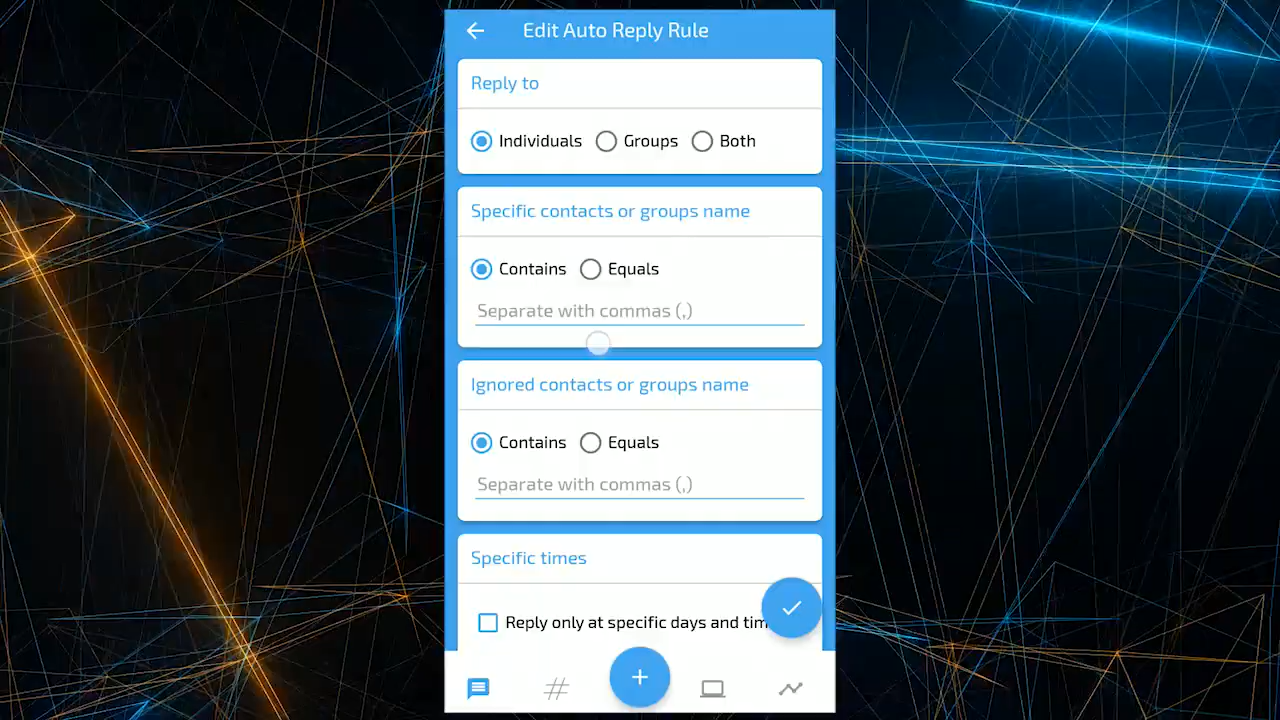 Edit Auto Reply Rule
Reply to
Individuals Groups Both
Specific contacts or groups name
Contains Equals
Separate with commas (,)
Ignored contacts or groups name
Contains Equals
Separate with commas (,)
Specific times
Reply only at specific days and tim